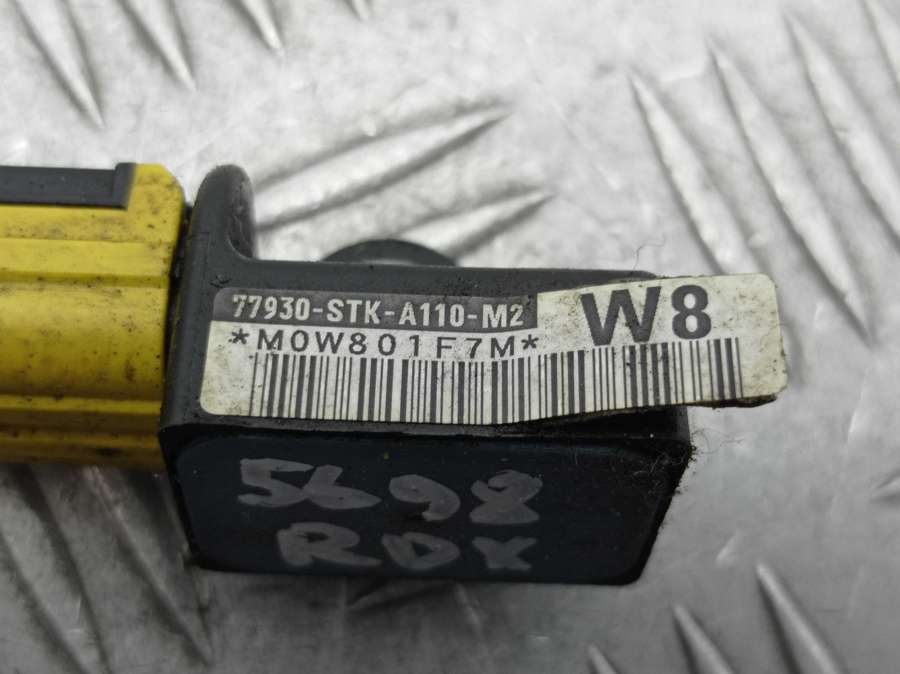 77930-STK-A110-M2
W8
*M0W801F7M*
5698
RDX